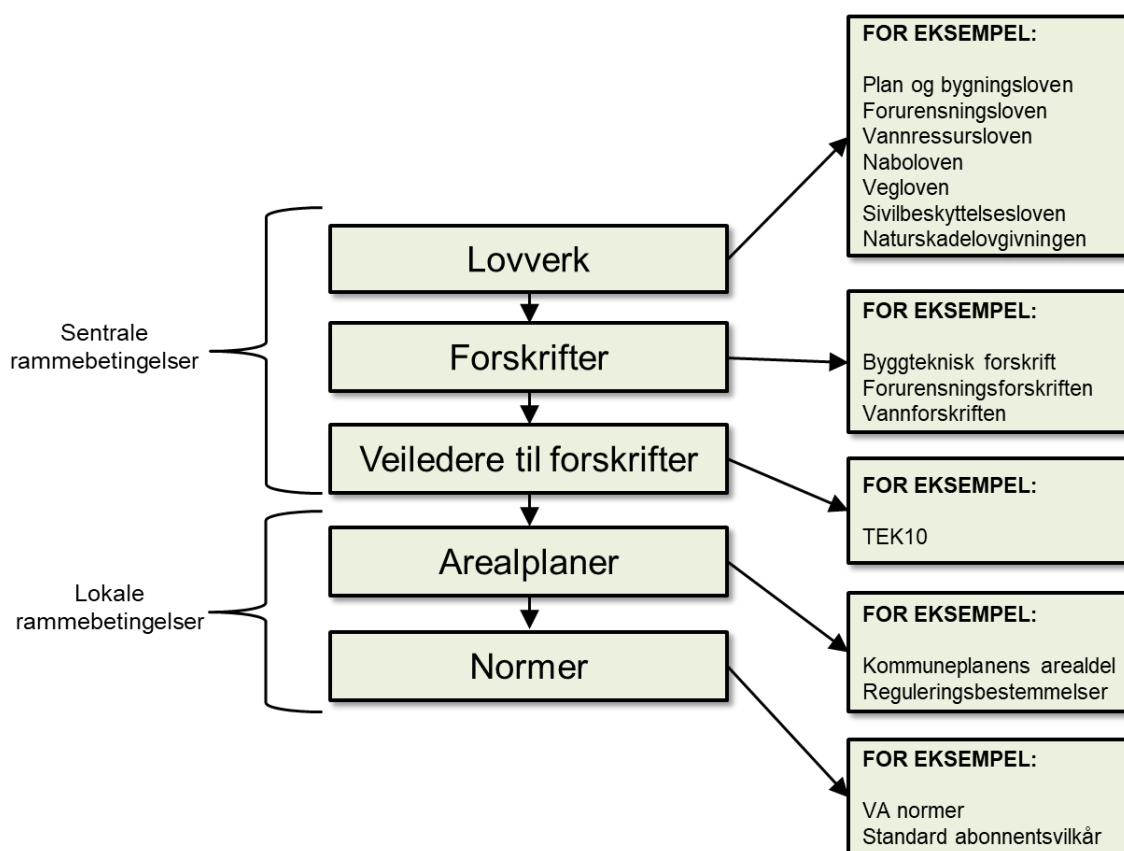 Sentrale
rammebetingelser
Lokale
rammebetingelser
Lovverk
Forskrifter
Veiledere til forskrifter
Arealplaner
Normer
FOR EKSEMPEL:
Plan og bygningsloven
Forurensningsloven
Vannressursloven
Naboloven
Vegloven
Sivilbeskyttelsesloven
Naturskadelovgivningen
FOR EKSEMPEL:
Byggteknisk forskrift
Forurensningsforskriften
Vannforskriften
FOR EKSEMPEL:
TEK10
FOR EKSEMPEL:
Kommuneplanens arealdel
Reguleringsbestemmelser
FOR EKSEMPEL:
VA normer
Standard abonnentsvilkår